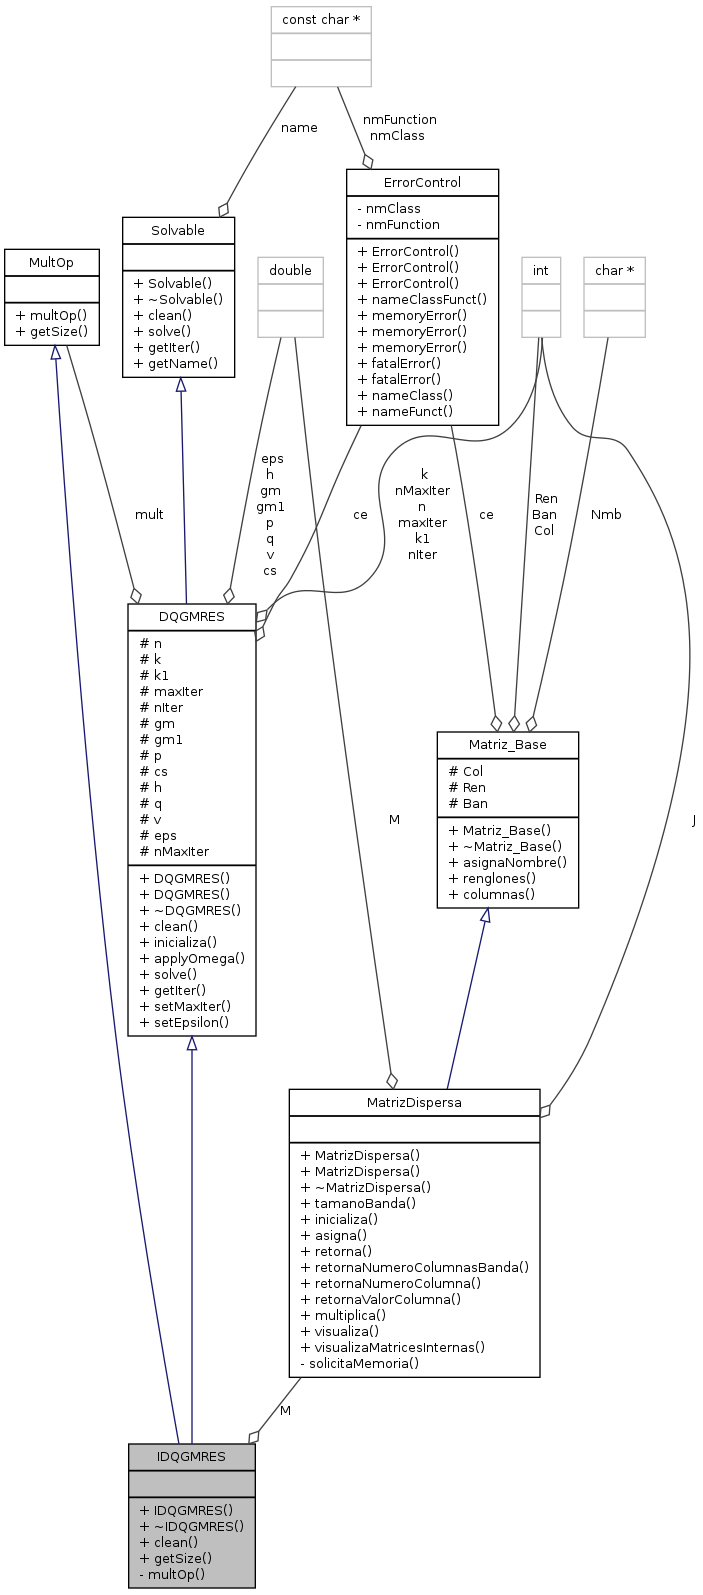 const char *
name
nmFunction
nmClass
ErrorControl
- nmClass
- nmFunction
+ ErrorControl()
+ ErrorControl()
+ ErrorControl()
+ nameClassFunct()
+ memoryError()
+ memoryError()
+ memoryError()
+ fatalError()
+ fatalError()
+ nameClass()
+ nameFunct()
Solvable
+ Solvable()
+ ~Solvable()
+ clean()
+ solve()
+ getIter()
+ getName()
MultOp
+ multOp()
+ getSize()
double
int
char *
mult
eps
h
gm
gm1
p
q
v
cs
ce
k
nMaxIter
n
maxIter
k1
nIter
ce
Ren
Ban
Col
Nmb
DQGMRES
# n
# k
# k1
# maxIter
# nIter
# gm
# gm1
# p
# cs
# h
# q
# v
# eps
# nMaxIter
+ DQGMRES()
+ DQGMRES()
+ ~DQGMRES()
+ clean()
+ inicializa()
+ applyOmega()
+ solve()
+ getIter()
+ setMaxIter()
+ setEpsilon()
Matriz_Base
# Col
# Ren
# Ban
+ Matriz_Base()
+ ~Matriz_Base()
+ asignaNombre()
+ renglones()
+ columnas()
M
J
MatrizDispersa
+ MatrizDispersa()
+ MatrizDispersa()
+ ~MatrizDispersa()
+ tamanoBanda()
+ inicializa()
+ asigna()
+ retorna()
+ retornaNumeroColumnasBanda()
+ retornaNumeroColumna()
+ retornaValorColumna()
+ multiplica()
+ visualiza()
+ visualizaMatricesInternas()
- solicitaMemoria()
M
IDQGMRES
+ IDQGMRES()
+ ~IDQGMRES()
+ clean()
+ getSize()
- multOp()